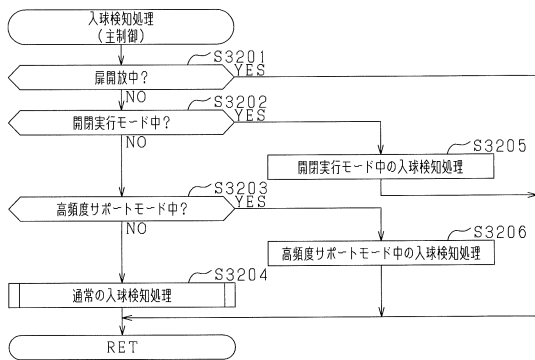 入球検知処理
(主制御)
S3201
扉開放中?
YES
NO
S3202
開閉実行モード中?
YES
NO
S3205
開閉実行モード中の入球検知処理
S3203
高頻度サポートモード中?
YES
NO
S3206
高頻度サポートモード中の入球検知処理
S3204
通常の入球検知処理
RET